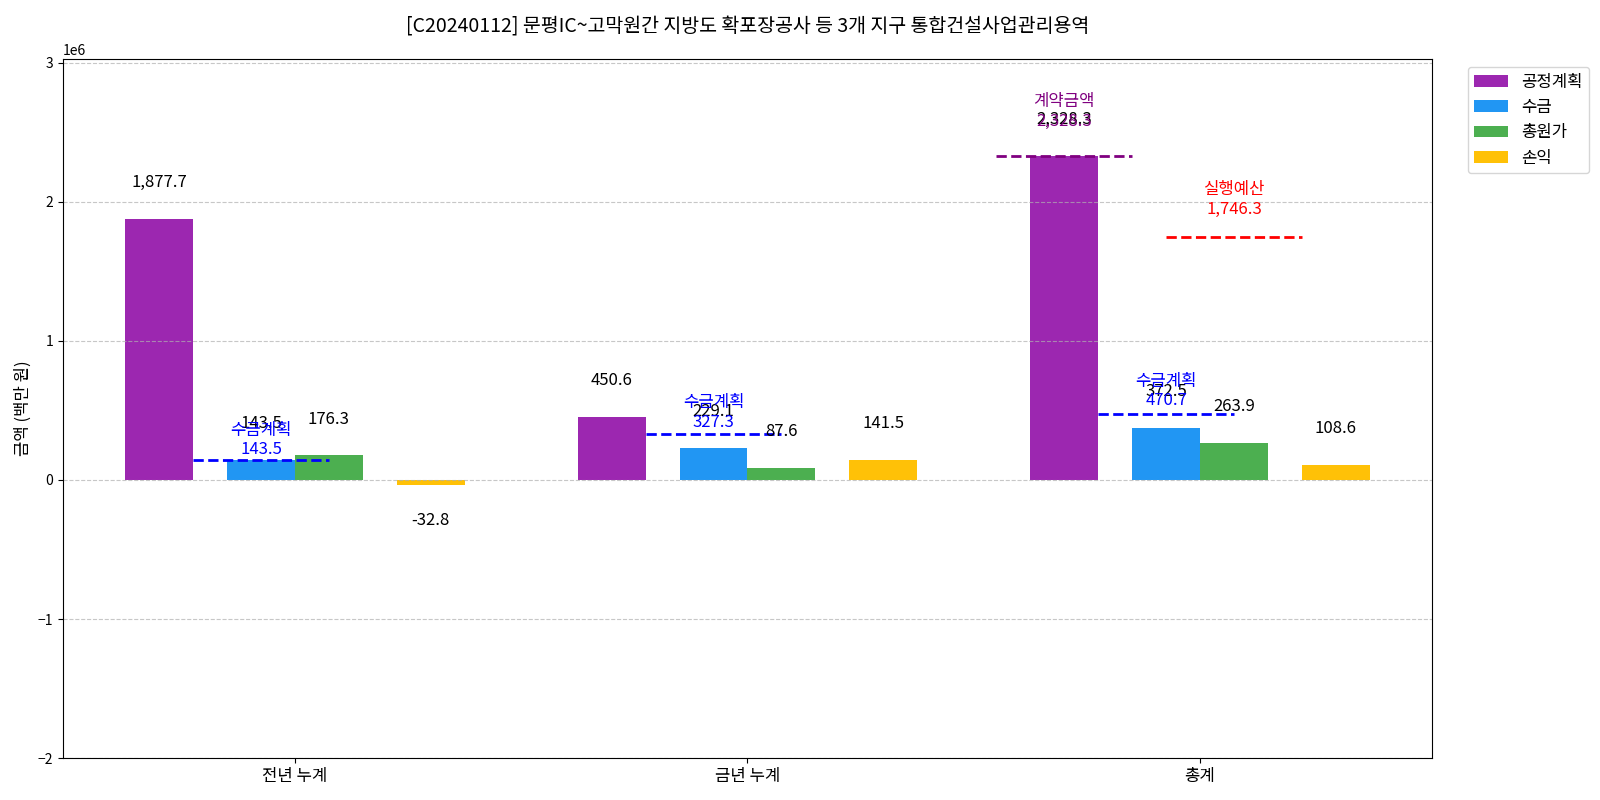 [C20240112] 문평IC~고막원간 지방도 확포장공사 등 3개 지구 통합건설사업관리용역
1e6
3
2
1
0
−1
−2
금액 (백만 원)
공정계획
수금
총원가
손익
1,877.7
143.5
수금계획
143.5
176.3
-32.8
450.6
수금계획
229.1
327.3
87.6
141.5
계약금액
2,328.3
2,328.3
실행예산
1,746.3
수금계획
372.5
470.7
263.9
108.6
전년 누계
금년 누계
총계